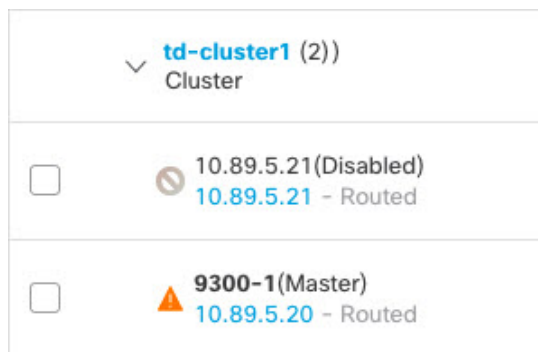 td-cluster1 (2))
Cluster
10.89.5.21(Disabled)
10.89.5.21 - Routed
9300-1(Master)
10.89.5.20 - Routed